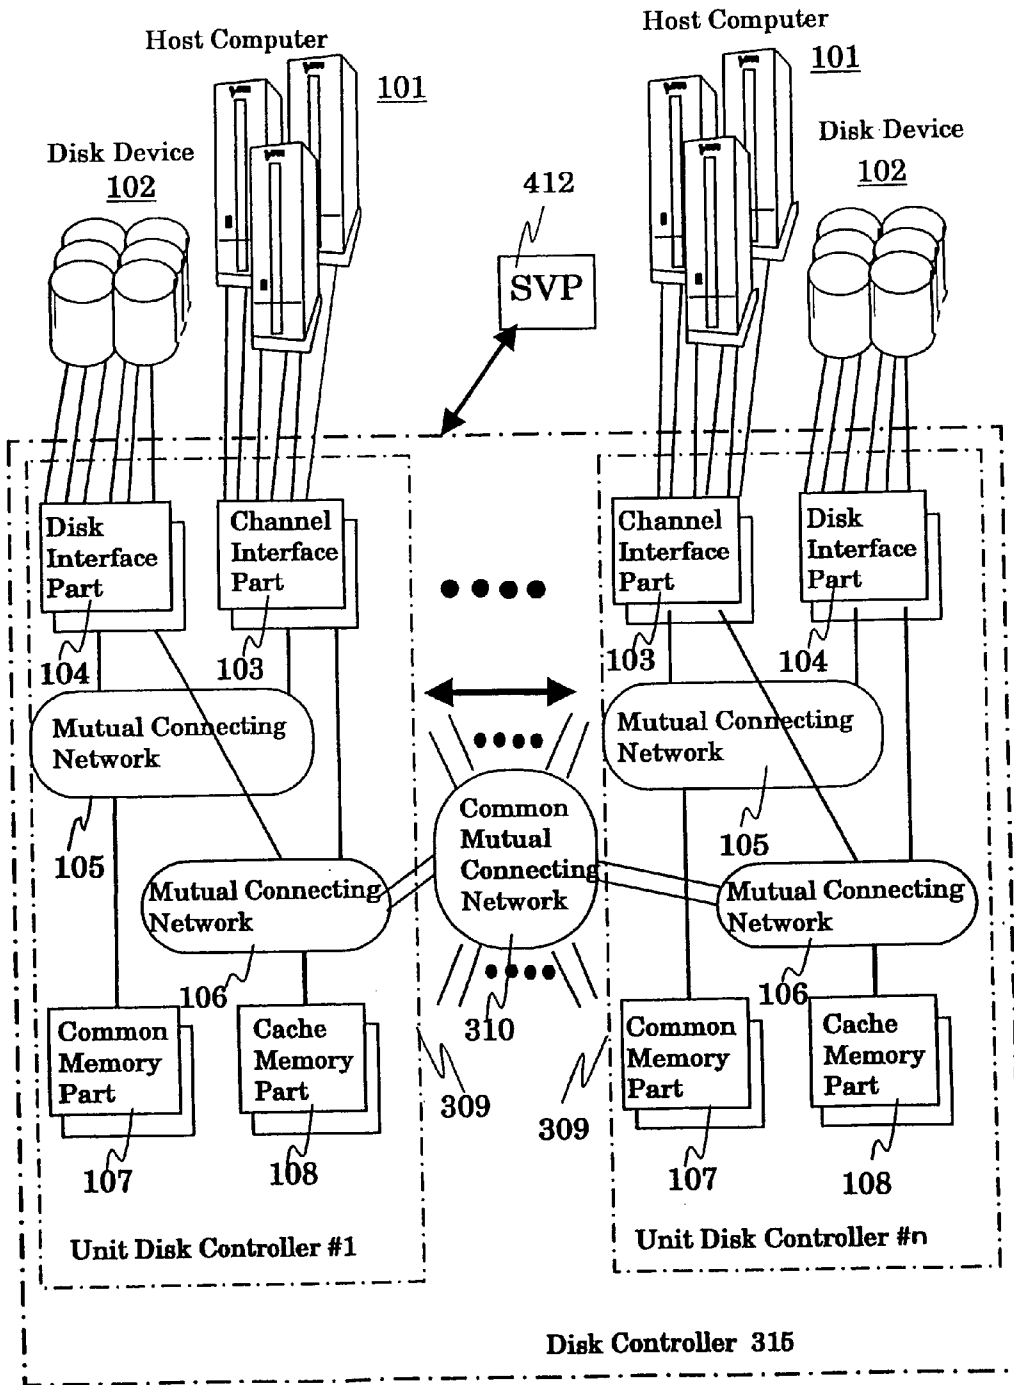 Host Computer
101
Disk Device
102
412
SVP
Host Computer
101
Disk Device
102
Disk
Interface
Part
104
Channel
Interface
Part
103
Channel
Interface
Part
103
Disk
Interface
Part
104
Mutual Connecting
Network
105
Mutual Connecting
Network
106
Common
Mutual
Connecting
Network
310
Mutual Connecting
Network
105
Mutual Connecting
Network
106
Common
Memory
Part
107
Cache
Memory
Part
108
309
309
Common
Memory
Part
107
Cache
Memory
Part
108
Unit Disk Controller #1
Unit Disk Controller #n
Disk Controller 315